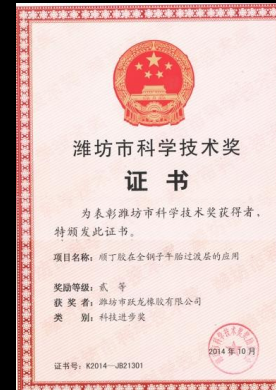 潍坊市科学技术奖
证书
为表彰潍坊市科学技术奖获得者，
特颁发此证书。
项目名称：顺丁胶在全钢子午胎过渡层的应用
奖励等级：贰 等
获 奖 者：潍坊市跃龙橡胶有限公司
类 别：科技进步奖
2014年10月
证书号：K2014—JB21301